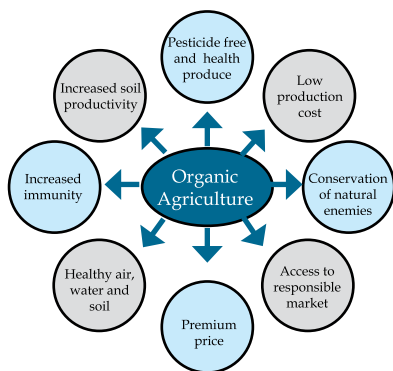 Pesticide free
and health
produce
Increased soil
productivity
Low
production
cost
Increased
immunity
Organic
Agriculture
Conservation
of natural
enemies
Healthy air,
water and
soil
Access to
responsible
market
Premium
price